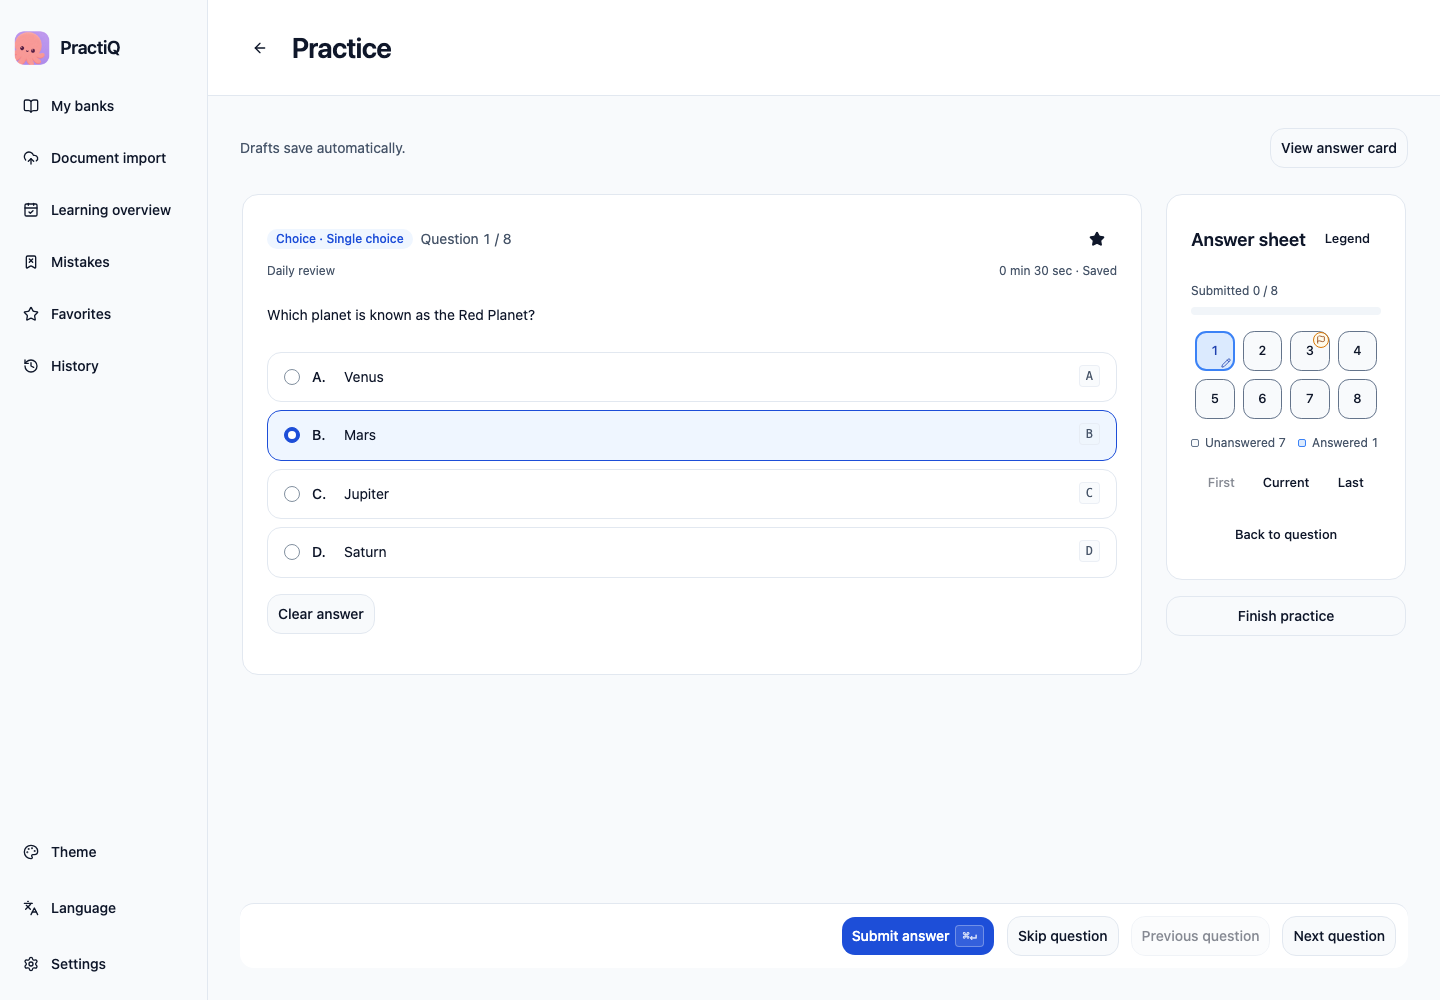 PractiQ
My banks
Document import
Learning overview
Mistakes
Favorites
History
Theme
Language
Settings
Practice
Drafts save automatically.
View answer card
Choice · Single choice
Question 1 / 8
Daily review
0 min 30 sec · Saved
Which planet is known as the Red Planet?
A. Venus A
B. Mars B
C. Jupiter C
D. Saturn D
Clear answer
Answer sheet
Legend
Submitted 0 / 8
1 2 3 4
5 6 7 8
Unanswered 7 Answered 1
First Current Last
Back to question
Finish practice
Submit answer ⌘↵
Skip question
Previous question
Next question